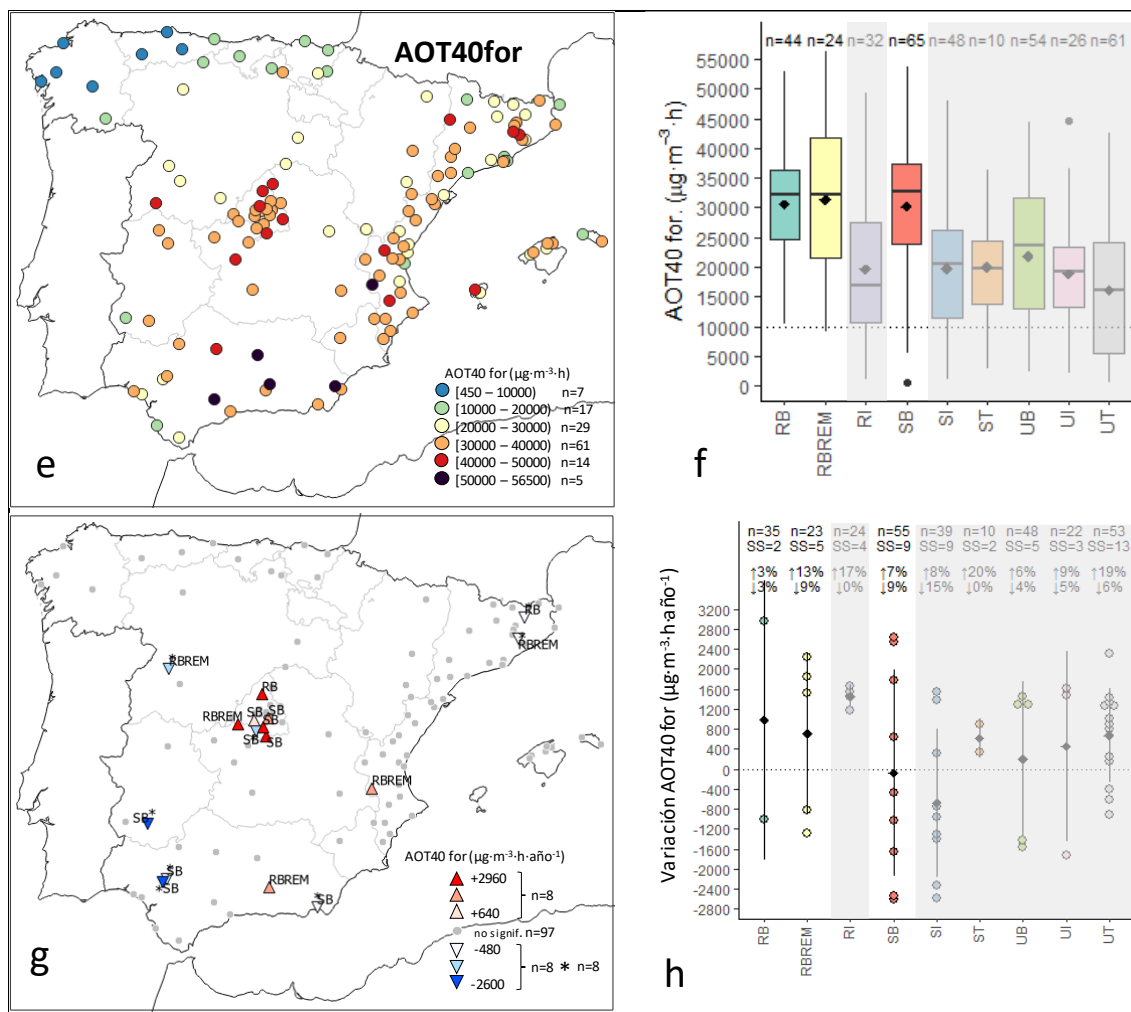 AOT40for
AOT40 for (µg·m⁻³·h)
[450 – 10000) n=7
[10000 – 20000) n=17
[20000 – 30000) n=29
[30000 – 40000) n=61
[40000 – 50000) n=14
[50000 – 56500) n=5
e
n=44 n=24 n=32 n=65 n=48 n=10 n=54 n=26 n=61
AOT40 for. (µg·m⁻³·h)
55000
50000
45000
40000
35000
30000
25000
20000
15000
10000
5000
0
RB RBREM RI SB SI ST UB UI UT
f
RB
*
RBREM
*
RBREM
RB
SB SB
RBREM SB
SB SB
RBREM
SB*
*
SB
*SB
RBREM
*
SB
AOT40 for (µg·m⁻³·h·año⁻¹)
+2960
n=8
+640
no signif. n=97
-480
n=8 * n=8
-2600
g
n=35 n=23 n=24 n=55 n=39 n=10 n=48 n=22 n=53
SS=2 SS=5 SS=4 SS=9 SS=9 SS=2 SS=5 SS=3 SS=13
↑3% ↑13% ↑17% ↑7% ↑8% ↑20% ↑6% ↑9% ↑19%
↓3% ↓9% ↓0% ↓9% ↓15% ↓0% ↓4% ↓5% ↓6%
Variación AOT40 for (µg·m⁻³·h·año⁻¹)
3200
2800
2400
2000
1600
1200
800
400
0
-400
-800
-1200
-1600
-2000
-2400
-2800
RB RBREM RI SB SI ST UB UI UT
h